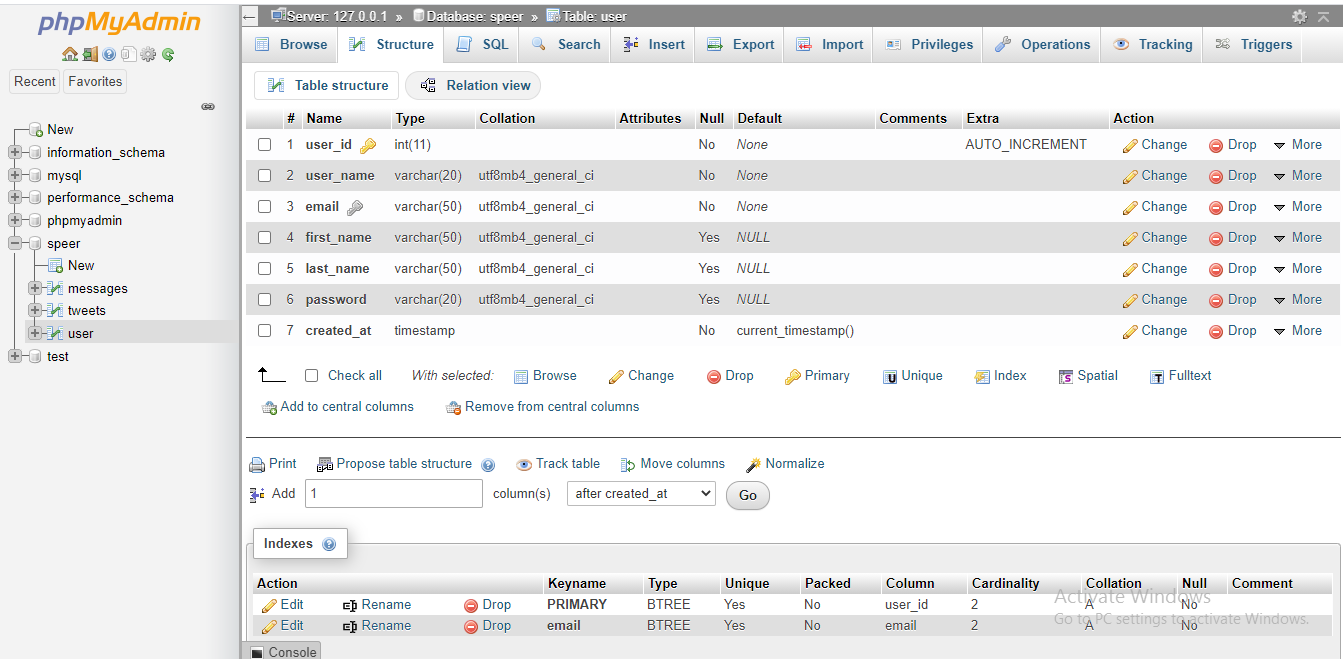 phpMyAdmin
Recent Favorites
New
information_schema
mysql
performance_schema
phpmyadmin
speer
New
messages
tweets
user
test
Server: 127.0.0.1 » Database: speer » Table: user
Browse Structure SQL Search Insert Export Import Privileges Operations Tracking Triggers
Table structure Relation view
# Name Type Collation Attributes Null Default Comments Extra Action
1 user_id int(11) No None AUTO_INCREMENT Change Drop More
2 user_name varchar(20) utf8mb4_general_ci No None Change Drop More
3 email varchar(50) utf8mb4_general_ci No None Change Drop More
4 first_name varchar(50) utf8mb4_general_ci Yes NULL Change Drop More
5 last_name varchar(50) utf8mb4_general_ci Yes NULL Change Drop More
6 password varchar(20) utf8mb4_general_ci Yes NULL Change Drop More
7 created_at timestamp No current_timestamp() Change Drop More
Check all With selected: Browse Change Drop Primary Unique Index Spatial Fulltext
Add to central columns Remove from central columns
Print Propose table structure Track table Move columns Normalize
Add 1 column(s) after created_at Go
Indexes
Action Keyname Type Unique Packed Column Cardinality Collation Null Comment
Edit Rename Drop PRIMARY BTREE Yes No user_id 2 A No
Edit Rename Drop email BTREE Yes No email 2 A No
Activate Windows
Go to PC settings to activate Windows.
Console